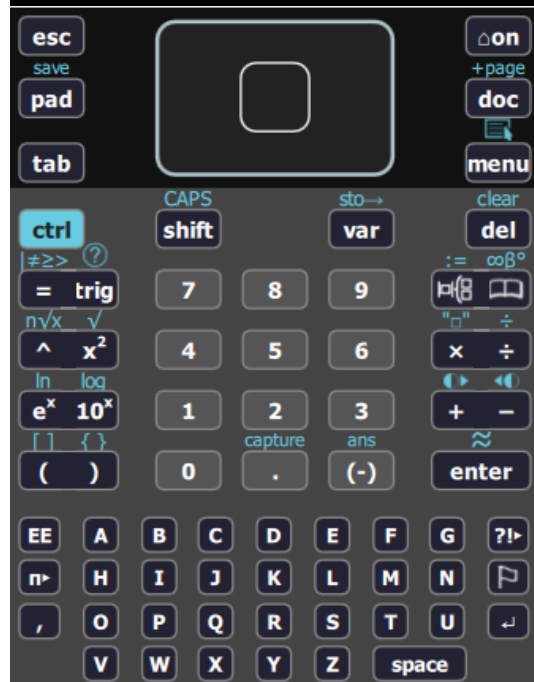 esc ⌂on
save +page
pad doc
tab menu
CAPS sto→ clear
ctrl shift var del
|≠≥> ? := ∞β°
= trig 7 8 9
n√x √ "□" ÷
^ x² 4 5 6 × ÷
ln log
eˣ 10ˣ 1 2 3 + −
[ ] { } capture ans ≈
( ) 0 . (-) enter
EE A B C D E F G ?!▸
π▸ H I J K L M N
, O P Q R S T U ↵
V W X Y Z space